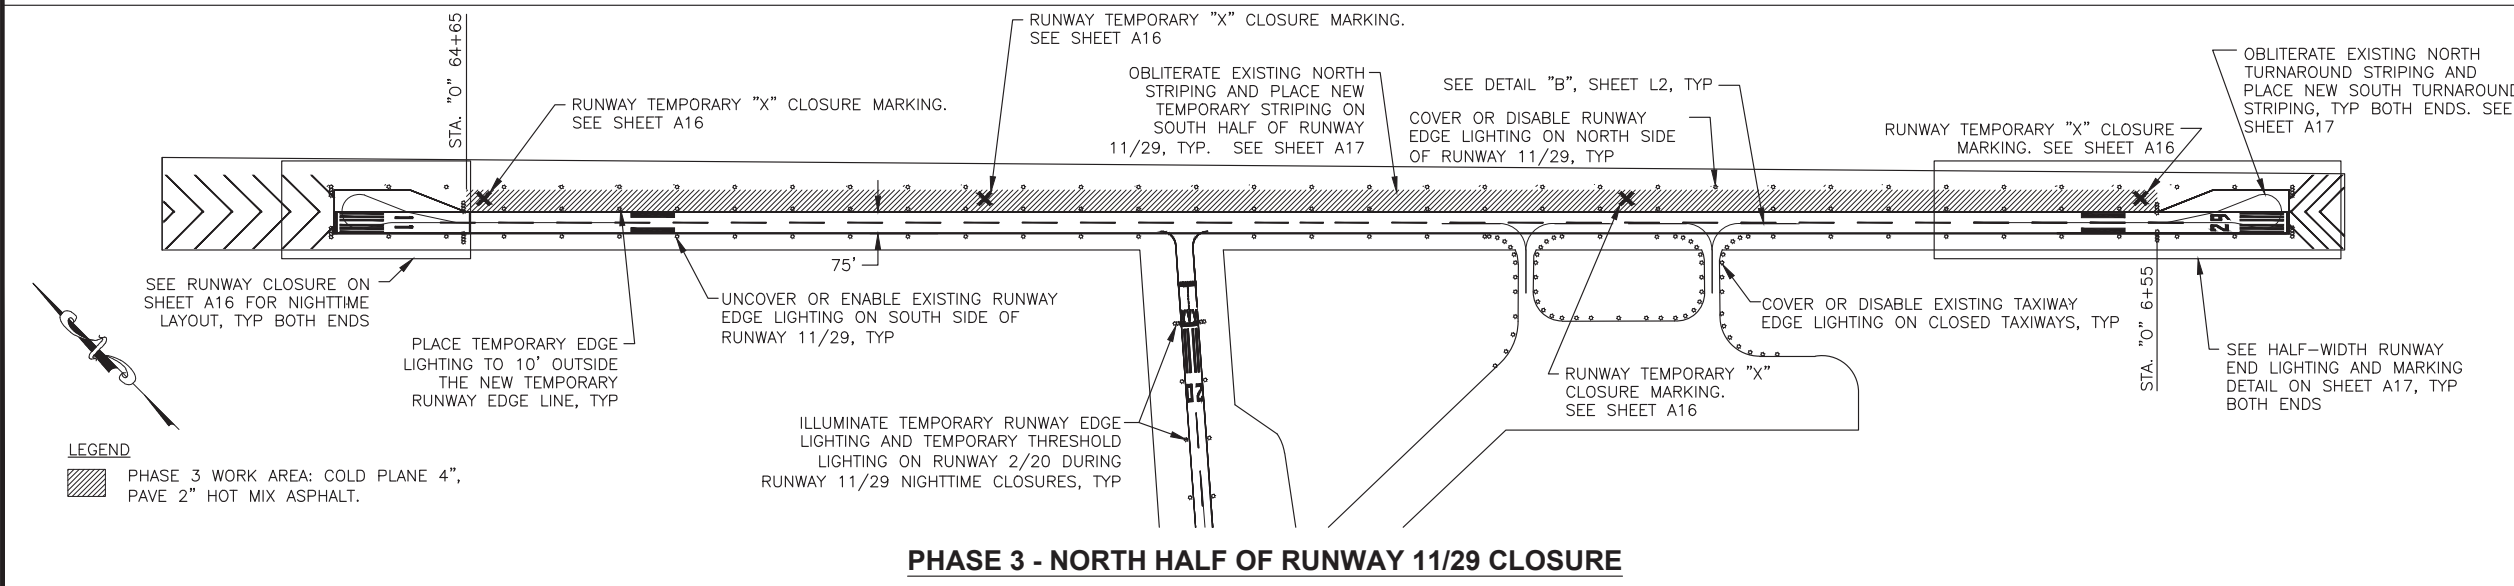 STA. "O" 64+65
RUNWAY TEMPORARY "X" CLOSURE MARKING.
SEE SHEET A16
RUNWAY TEMPORARY "X" CLOSURE MARKING.
SEE SHEET A16
OBLITERATE EXISTING NORTH
STRIPING AND PLACE NEW
TEMPORARY STRIPING ON
SOUTH HALF OF RUNWAY
11/29, TYP. SEE SHEET A17
SEE DETAIL "B", SHEET L2, TYP
COVER OR DISABLE RUNWAY
EDGE LIGHTING ON NORTH SIDE
OF RUNWAY 11/29, TYP
RUNWAY TEMPORARY "X" CLOSURE
MARKING. SEE SHEET A16
OBLITERATE EXISTING NORTH
TURNAROUND STRIPING AND
PLACE NEW SOUTH TURNAROUND
STRIPING, TYP BOTH ENDS. SEE
SHEET A17
11
29
75'
SEE RUNWAY CLOSURE ON
SHEET A16 FOR NIGHTTIME
LAYOUT, TYP BOTH ENDS
PLACE TEMPORARY EDGE
LIGHTING TO 10' OUTSIDE
THE NEW TEMPORARY
RUNWAY EDGE LINE, TYP
UNCOVER OR ENABLE EXISTING RUNWAY
EDGE LIGHTING ON SOUTH SIDE OF
RUNWAY 11/29, TYP
ILLUMINATE TEMPORARY RUNWAY EDGE
LIGHTING AND TEMPORARY THRESHOLD
LIGHTING ON RUNWAY 2/20 DURING
RUNWAY 11/29 NIGHTTIME CLOSURES, TYP
20
COVER OR DISABLE EXISTING TAXIWAY
EDGE LIGHTING ON CLOSED TAXIWAYS, TYP
RUNWAY TEMPORARY "X"
CLOSURE MARKING.
SEE SHEET A16
STA. "O" 6+55
SEE HALF-WIDTH RUNWAY
END LIGHTING AND MARKING
DETAIL ON SHEET A17, TYP
BOTH ENDS
LEGEND
PHASE 3 WORK AREA: COLD PLANE 4",
PAVE 2" HOT MIX ASPHALT.
PHASE 3 - NORTH HALF OF RUNWAY 11/29 CLOSURE